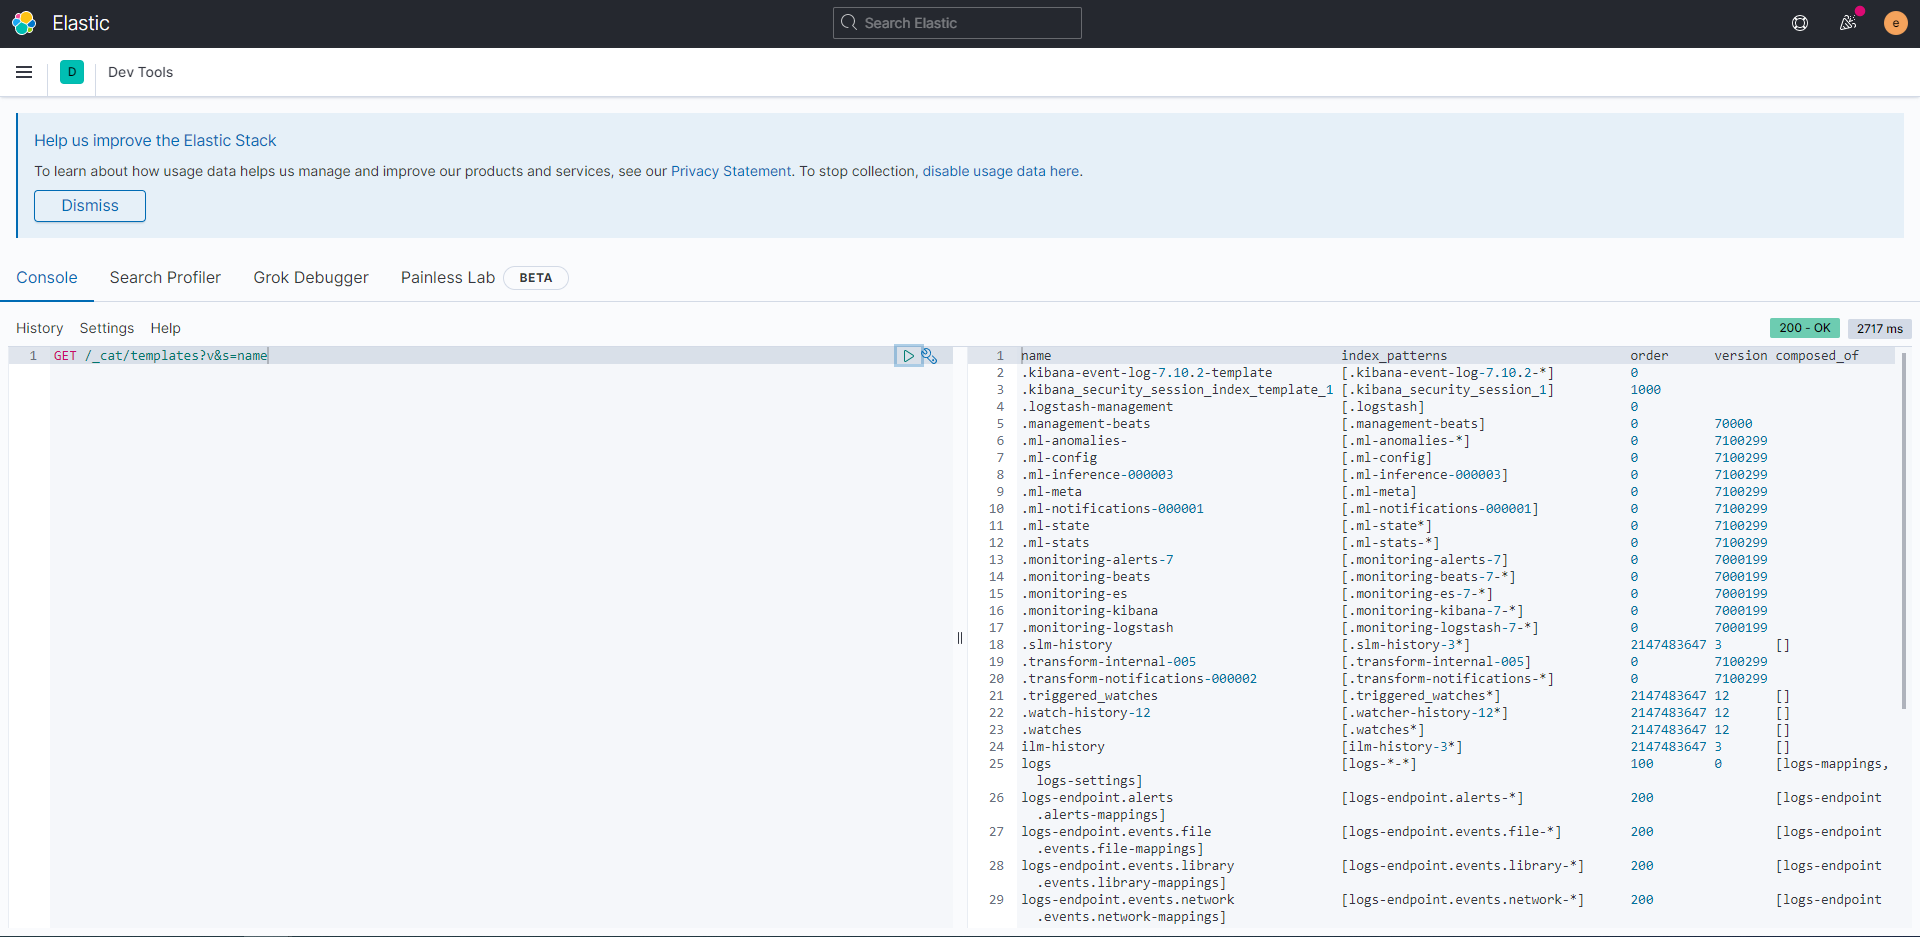 Elastic
Search Elastic
e
D
Dev Tools
Help us improve the Elastic Stack
To learn about how usage data helps us manage and improve our products and services, see our Privacy Statement. To stop collection, disable usage data here.
Dismiss
Console Search Profiler Grok Debugger Painless Lab BETA
History Settings Help
200 - OK 2717 ms
1 GET /_cat/templates?v&s=name
1 name index_patterns order version composed_of
2 .kibana-event-log-7.10.2-template [.kibana-event-log-7.10.2-*] 0
3 .kibana_security_session_index_template_1 [.kibana_security_session_1] 1000
4 .logstash-management [.logstash] 0
5 .management-beats [.management-beats] 0 70000
6 .ml-anomalies- [.ml-anomalies-*] 0 7100299
7 .ml-config [.ml-config] 0 7100299
8 .ml-inference-000003 [.ml-inference-000003] 0 7100299
9 .ml-meta [.ml-meta] 0 7100299
10 .ml-notifications-000001 [.ml-notifications-000001] 0 7100299
11 .ml-state [.ml-state*] 0 7100299
12 .ml-stats [.ml-stats-*] 0 7100299
13 .monitoring-alerts-7 [.monitoring-alerts-7] 0 7000199
14 .monitoring-beats [.monitoring-beats-7-*] 0 7000199
15 .monitoring-es [.monitoring-es-7-*] 0 7000199
16 .monitoring-kibana [.monitoring-kibana-7-*] 0 7000199
17 .monitoring-logstash [.monitoring-logstash-7-*] 0 7000199
18 .slm-history [.slm-history-3*] 2147483647 3 []
19 .transform-internal-005 [.transform-internal-005] 0 7100299
20 .transform-notifications-000002 [.transform-notifications-*] 0 7100299
21 .triggered_watches [.triggered_watches*] 2147483647 12 []
22 .watch-history-12 [.watcher-history-12*] 2147483647 12 []
23 .watches [.watches*] 2147483647 12 []
24 ilm-history [ilm-history-3*] 2147483647 3 []
25 logs [logs-*-*] 100 0 [logs-mappings,
logs-settings]
26 logs-endpoint.alerts [logs-endpoint.alerts-*] 200 [logs-endpoint
.alerts-mappings]
27 logs-endpoint.events.file [logs-endpoint.events.file-*] 200 [logs-endpoint
.events.file-mappings]
28 logs-endpoint.events.library [logs-endpoint.events.library-*] 200 [logs-endpoint
.events.library-mappings]
29 logs-endpoint.events.network [logs-endpoint.events.network-*] 200 [logs-endpoint
.events.network-mappings]